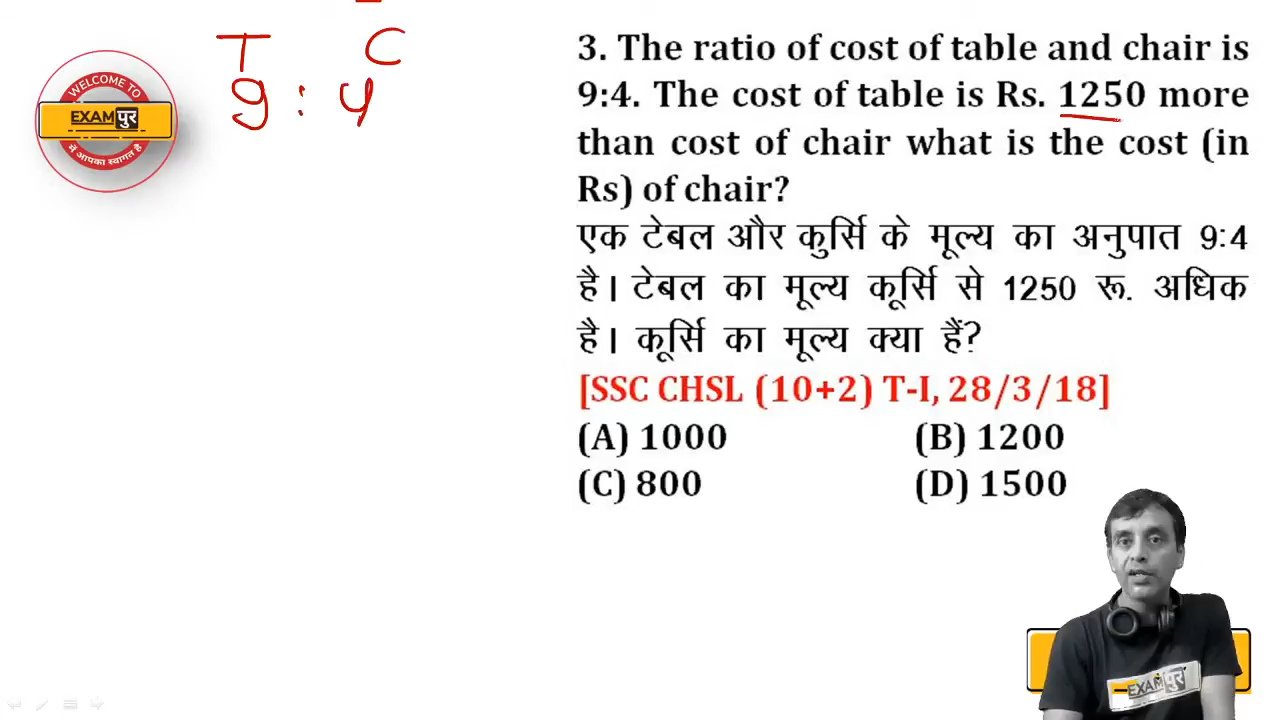 T C
9 : 4
WELCOME TO
EXAMपुर
में आपका स्वागत है
3. The ratio of cost of table and chair is
9:4. The cost of table is Rs. 1250 more
than cost of chair what is the cost (in
Rs) of chair?
एक टेबल और कुर्सि के मूल्य का अनुपात 9:4
है। टेबल का मूल्य कूर्सि से 1250 रू. अधिक
है। कूर्सि का मूल्य क्या हैं?
[SSC CHSL (10+2) T-I, 28/3/18]
(A) 1000 (B) 1200
(C) 800 (D) 1500
EXAMपुर